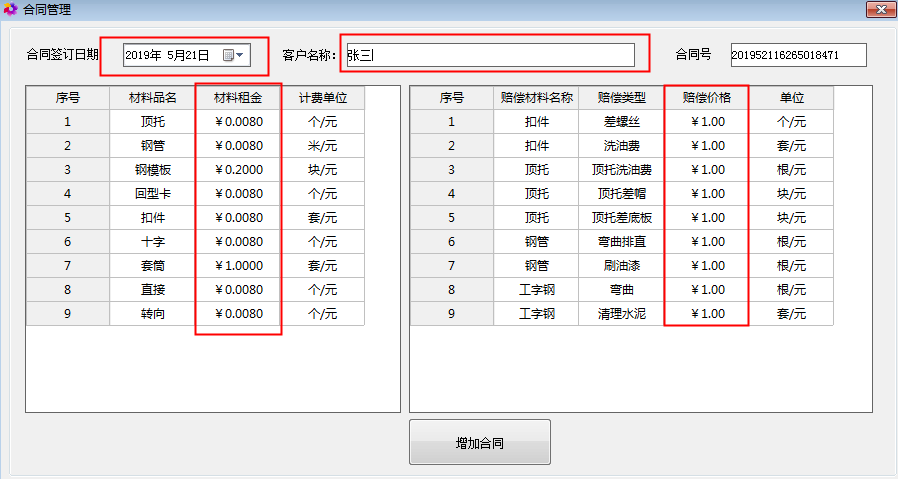 合同管理
合同签订日期 2019年 5月21日 客户名称: 张三 合同号 201952116265018471
序号 材料品名 材料租金 计费单位
1 顶托 ￥0.0080 个/元
2 钢管 ￥0.0080 米/元
3 钢模板 ￥0.2000 块/元
4 回型卡 ￥0.0080 个/元
5 扣件 ￥0.0080 套/元
6 十字 ￥0.0080 个/元
7 套筒 ￥1.0000 套/元
8 直接 ￥0.0080 个/元
9 转向 ￥0.0080 个/元
序号 赔偿材料名称 赔偿类型 赔偿价格 单位
1 扣件 差螺丝 ￥1.00 个/元
2 扣件 洗油费 ￥1.00 套/元
3 顶托 顶托洗油费 ￥1.00 根/元
4 顶托 顶托差帽 ￥1.00 块/元
5 顶托 顶托差底板 ￥1.00 块/元
6 钢管 弯曲排直 ￥1.00 根/元
7 钢管 刷油漆 ￥1.00 根/元
8 工字钢 弯曲 ￥1.00 根/元
9 工字钢 清理水泥 ￥1.00 套/元
增加合同